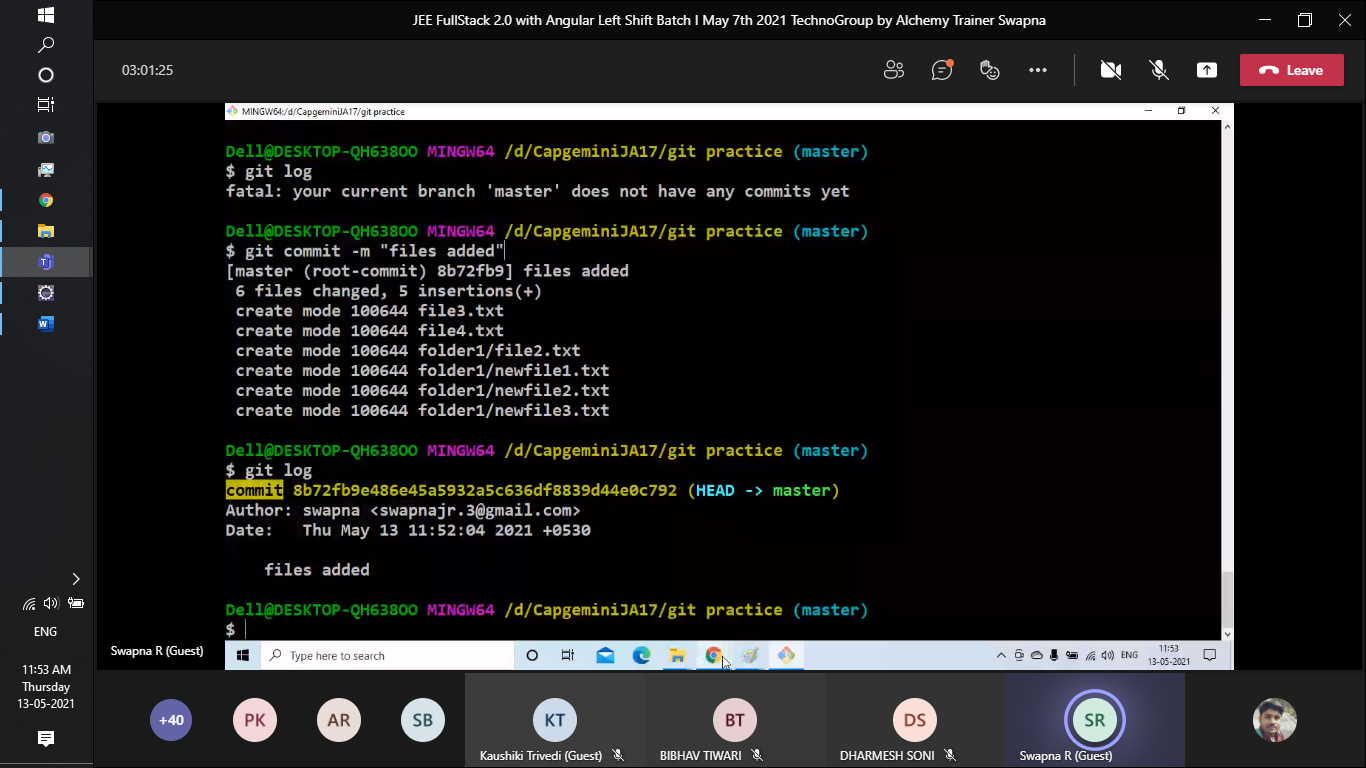 JEE FullStack 2.0 with Angular Left Shift Batch I May 7th 2021 TechnoGroup by Alchemy Trainer Swapna
03:01:25
Leave
MINGW64:/d/CapgeminiJA17/git practice
Dell@DESKTOP-QH638OO MINGW64 /d/CapgeminiJA17/git practice (master)
$ git log
fatal: your current branch 'master' does not have any commits yet
Dell@DESKTOP-QH638OO MINGW64 /d/CapgeminiJA17/git practice (master)
$ git commit -m "files added"
[master (root-commit) 8b72fb9] files added
6 files changed, 5 insertions(+)
create mode 100644 file3.txt
create mode 100644 file4.txt
create mode 100644 folder1/file2.txt
create mode 100644 folder1/newfile1.txt
create mode 100644 folder1/newfile2.txt
create mode 100644 folder1/newfile3.txt
Dell@DESKTOP-QH638OO MINGW64 /d/CapgeminiJA17/git practice (master)
$ git log
commit 8b72fb9e486e45a5932a5c636df8839d44e0c792 (HEAD -> master)
Author: swapna <swapnajr.3@gmail.com>
Date:   Thu May 13 11:52:04 2021 +0530
files added
Dell@DESKTOP-QH638OO MINGW64 /d/CapgeminiJA17/git practice (master)
$
Swapna R (Guest)
Type here to search
ENG
11:53
13-05-2021
ENG
11:53 AM
Thursday
13-05-2021
+40
PK
AR
SB
KT
Kaushiki Trivedi (Guest)
BT
BIBHAV TIWARI
DS
DHARMESH SONI
SR
Swapna R (Guest)